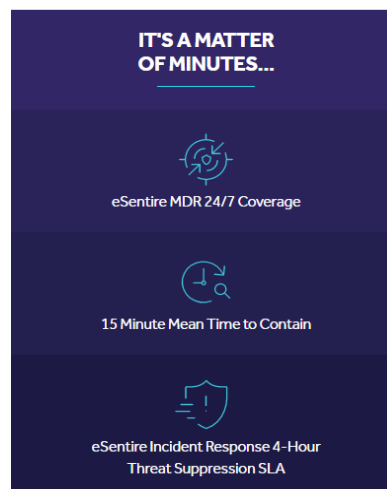 IT'S A MATTER
OF MINUTES...
eSentire MDR 24/7 Coverage
15 Minute Mean Time to Contain
eSentire Incident Response 4-Hour
Threat Suppression SLA